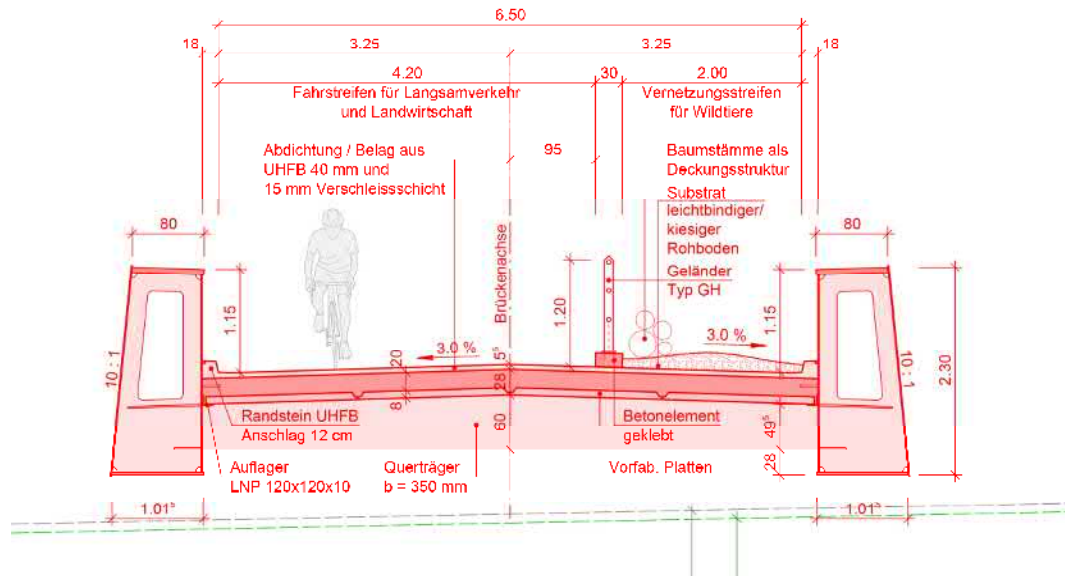 6.50
18
3.25
3.25
18
4.20
30
2.00
Fahrstreifen für Langsamverkehr
und Landwirtschaft
Vernetzungsstreifen
für Wildtiere
Abdichtung / Belag aus
UHFB 40 mm und
15 mm Verschleissschicht
95
Baumstämme als
Deckungsstruktur
Substrat
leichtbindiger/
kiesiger
Rohboden
Geländer
Typ GH
80
80
Brückenachse
1.15
1.20
1.15
2.30
10 : 1
10 : 1
3.0 %
3.0 %
20
5⁵
28
8
60
49⁵
28
Randstein UHFB
Anschlag 12 cm
Betonelement
geklebt
Auflager
LNP 120x120x10
Querträger
b = 350 mm
Vorfab. Platten
1.01⁵
1.01⁵